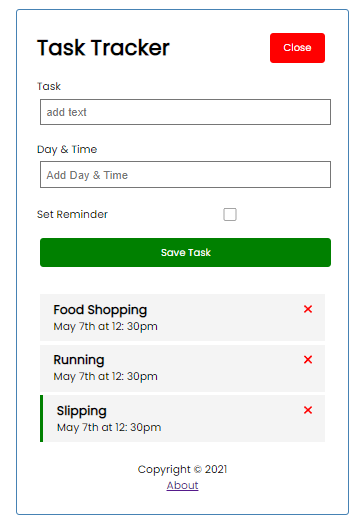 Task Tracker
Close
Task
add text
Day & Time
Add Day & Time
Set Reminder
Save Task
Food Shopping
May 7th at 12: 30pm
Running
May 7th at 12: 30pm
Slipping
May 7th at 12: 30pm
Copyright © 2021
About